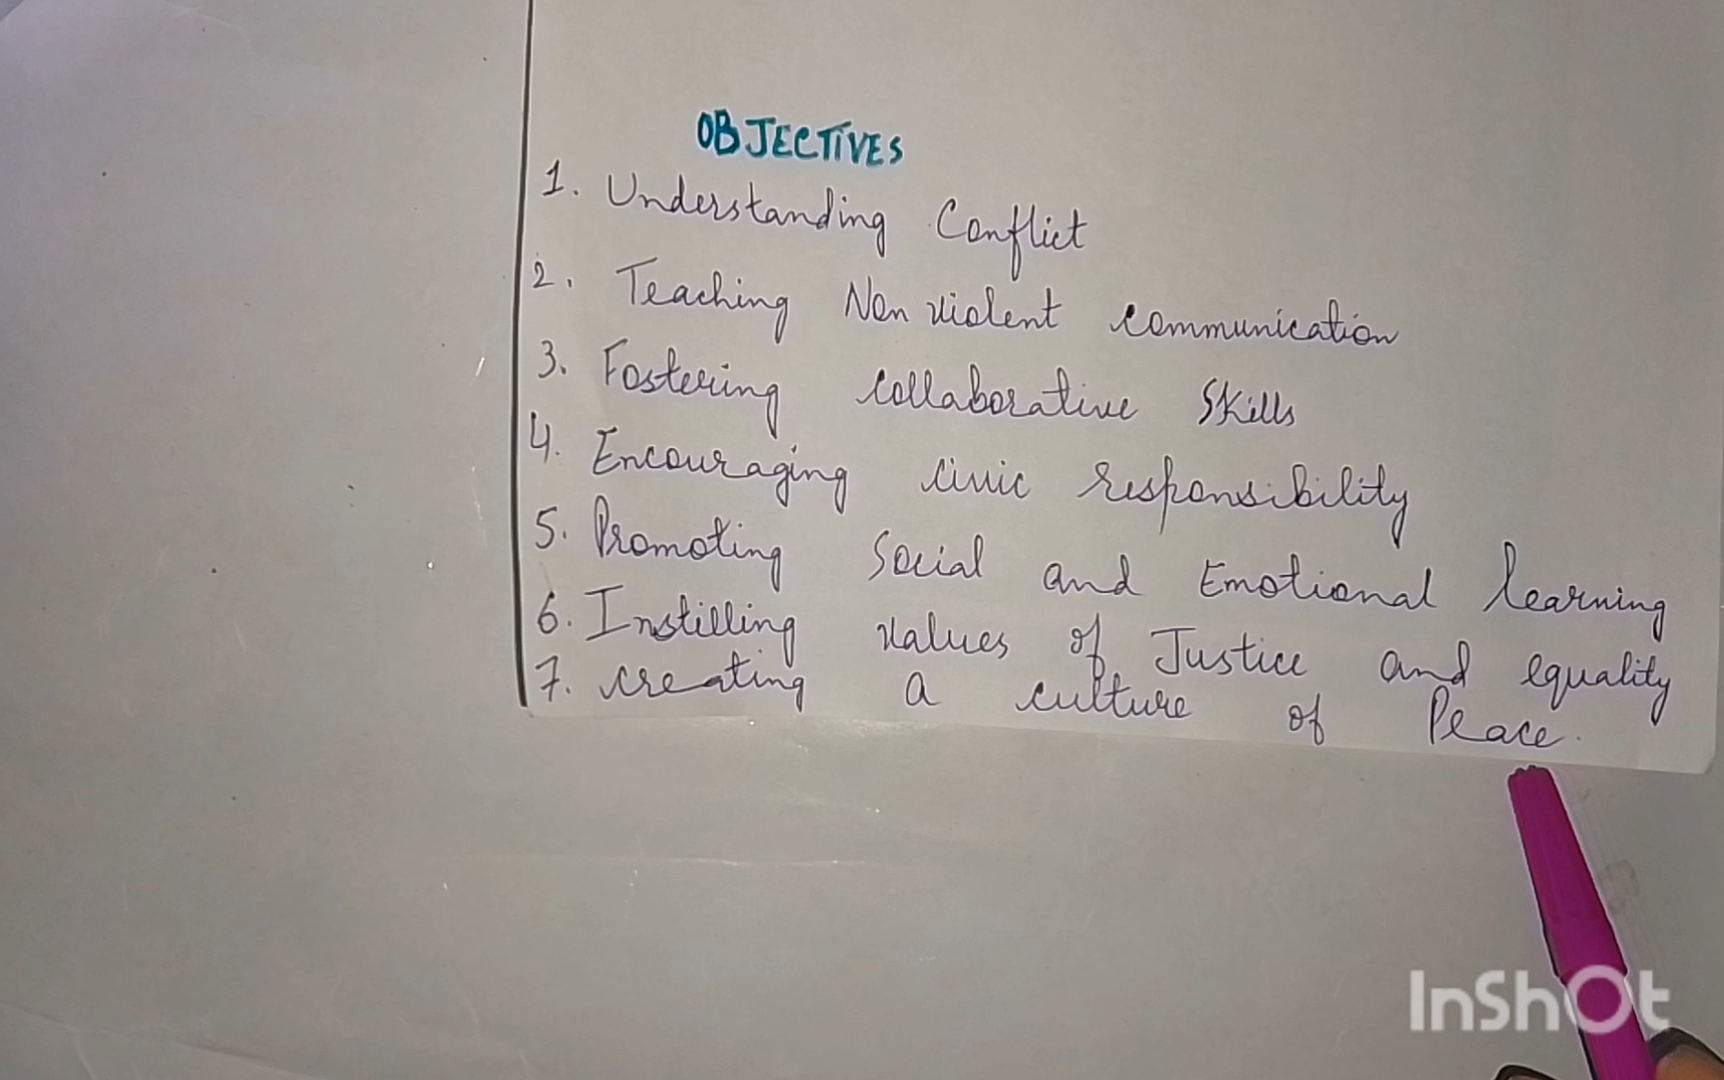 OBJECTIVES
1. Understanding Conflict
2. Teaching Non violent communication
3. Fostering collaborative Skills
4. Encouraging civic responsibility
5. Promoting Social and Emotional learning
6. Instilling values of Justice and equality
7. creating a culture of Peace.
InShOt